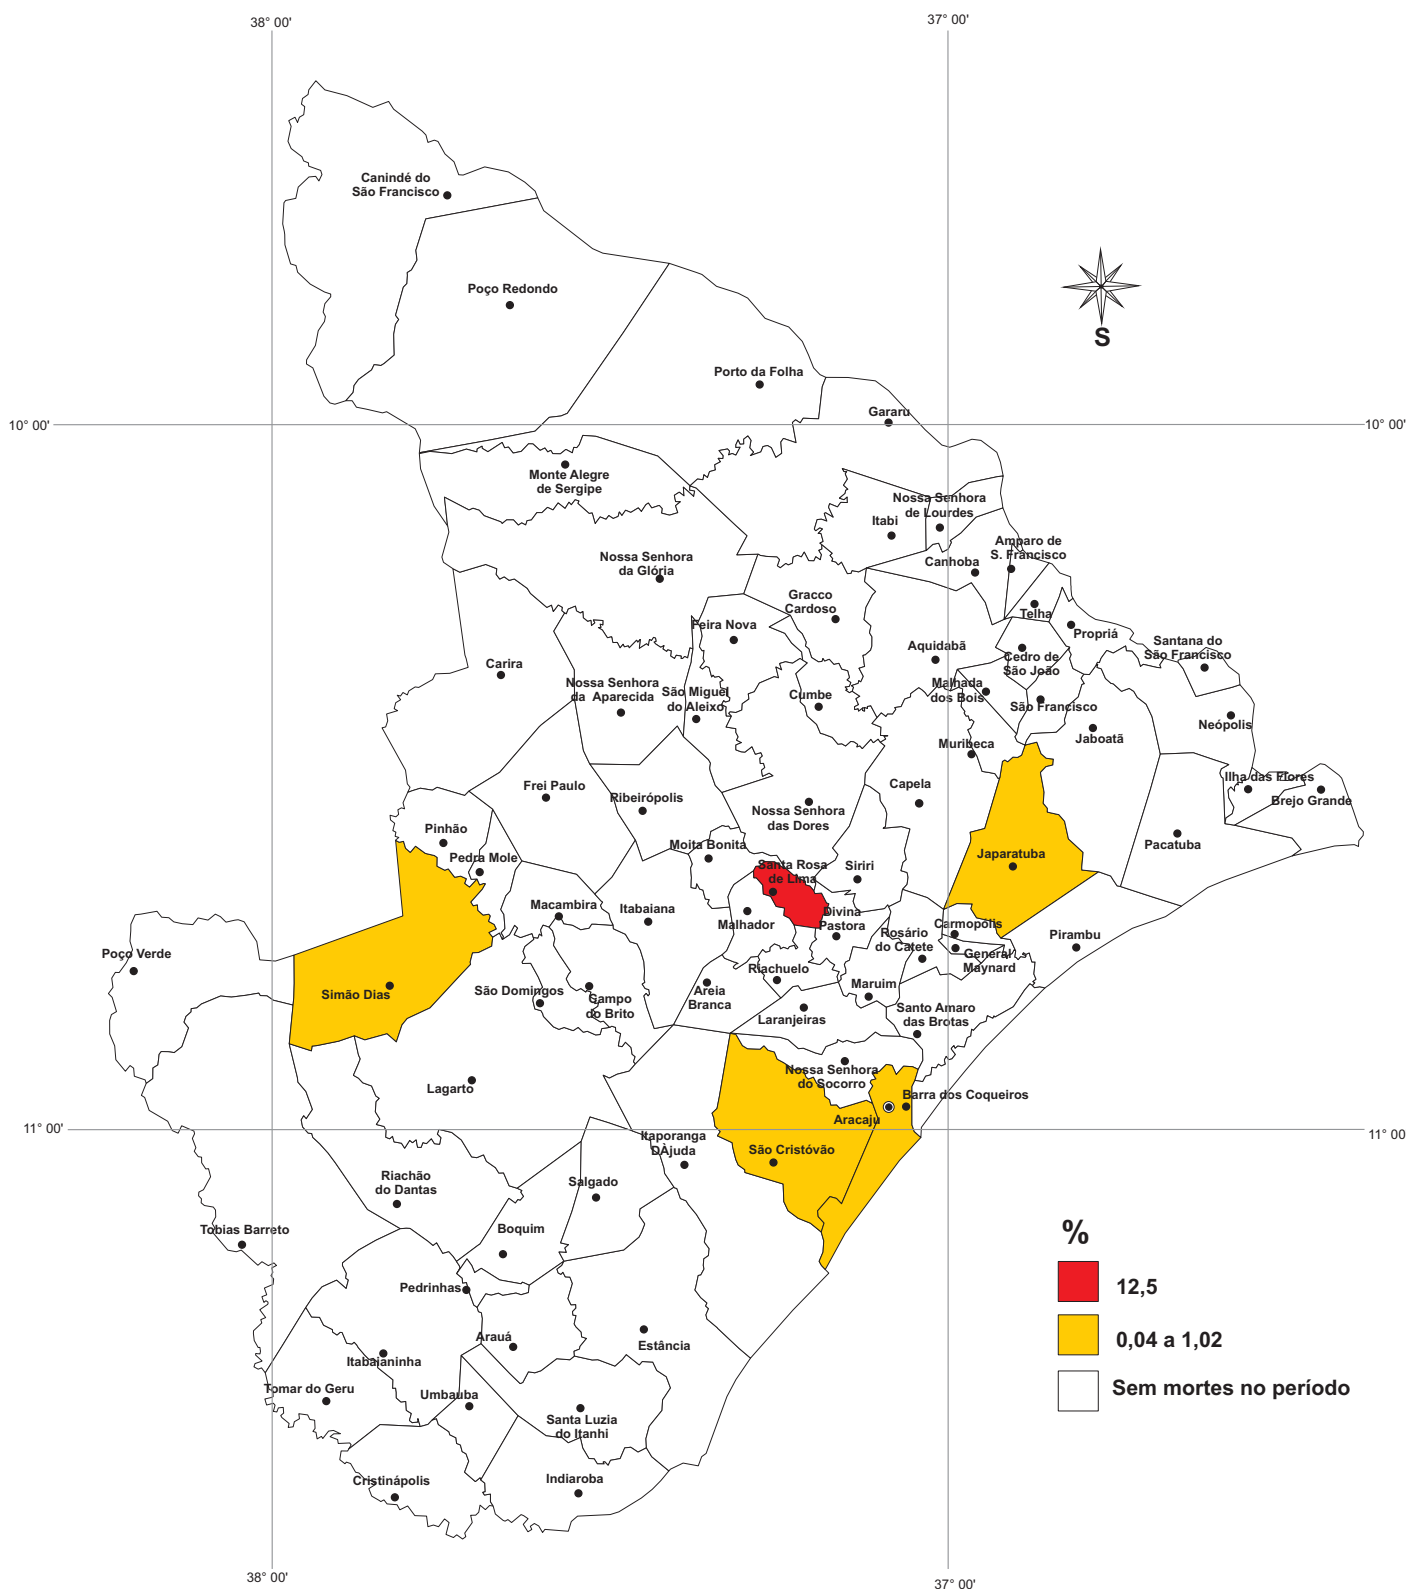 38° 00'
37° 00'
Canindé do
São Francisco
Poço Redondo
S
Porto da Folha
Gararu
10° 00'
10° 00'
Monte Alegre
de Sergipe
Nossa Senhora
de Lourdes
Itabi
Amparo de
S. Francisco
Nossa Senhora
da Glória
Canhoba
Gracco
Cardoso
Telha
Feira Nova
Propriá
Santana do
São Francisco
Aquidabã
Cedro de
São João
Carira
Nossa Senhora
da Aparecida
São Miguel
do Aleixo
Cumbe
Malhada
dos Bois
São Francisco
Neópolis
Jaboatã
Muribeca
Frei Paulo
Ribeirópolis
Capela
Ilha das Flores
Brejo Grande
Nossa Senhora
das Dores
Pinhão
Moita Bonita
Pacatuba
Pedra Mole
Santa Rosa
de Lima
Siriri
Japaratuba
Macambira
Itabaiana
Malhador
Divina
Pastora
Rosário
do Catete
Carmopólis
Pirambu
General
Maynard
Poço Verde
Simão Dias
São Domingos
Campo
do Brito
Areia
Branca
Riachuelo
Maruim
Laranjeiras
Santo Amaro
das Brotas
Lagarto
Nossa Senhora
do Socorro
Barra dos Coqueiros
Aracaju
11° 00'
11° 00
Itaporanga
DÀjuda
São Cristóvão
Riachão
do Dantas
Salgado
Tobias Barreto
Boquim
%
Pedrinhas
12,5
Arauá
Estância
0,04 a 1,02
Itabaianinha
Tomar do Geru
Umbauba
Sem mortes no período
Santa Luzia
do Itanhi
Cristinápolis
Indiaroba
38° 00'
37° 00'